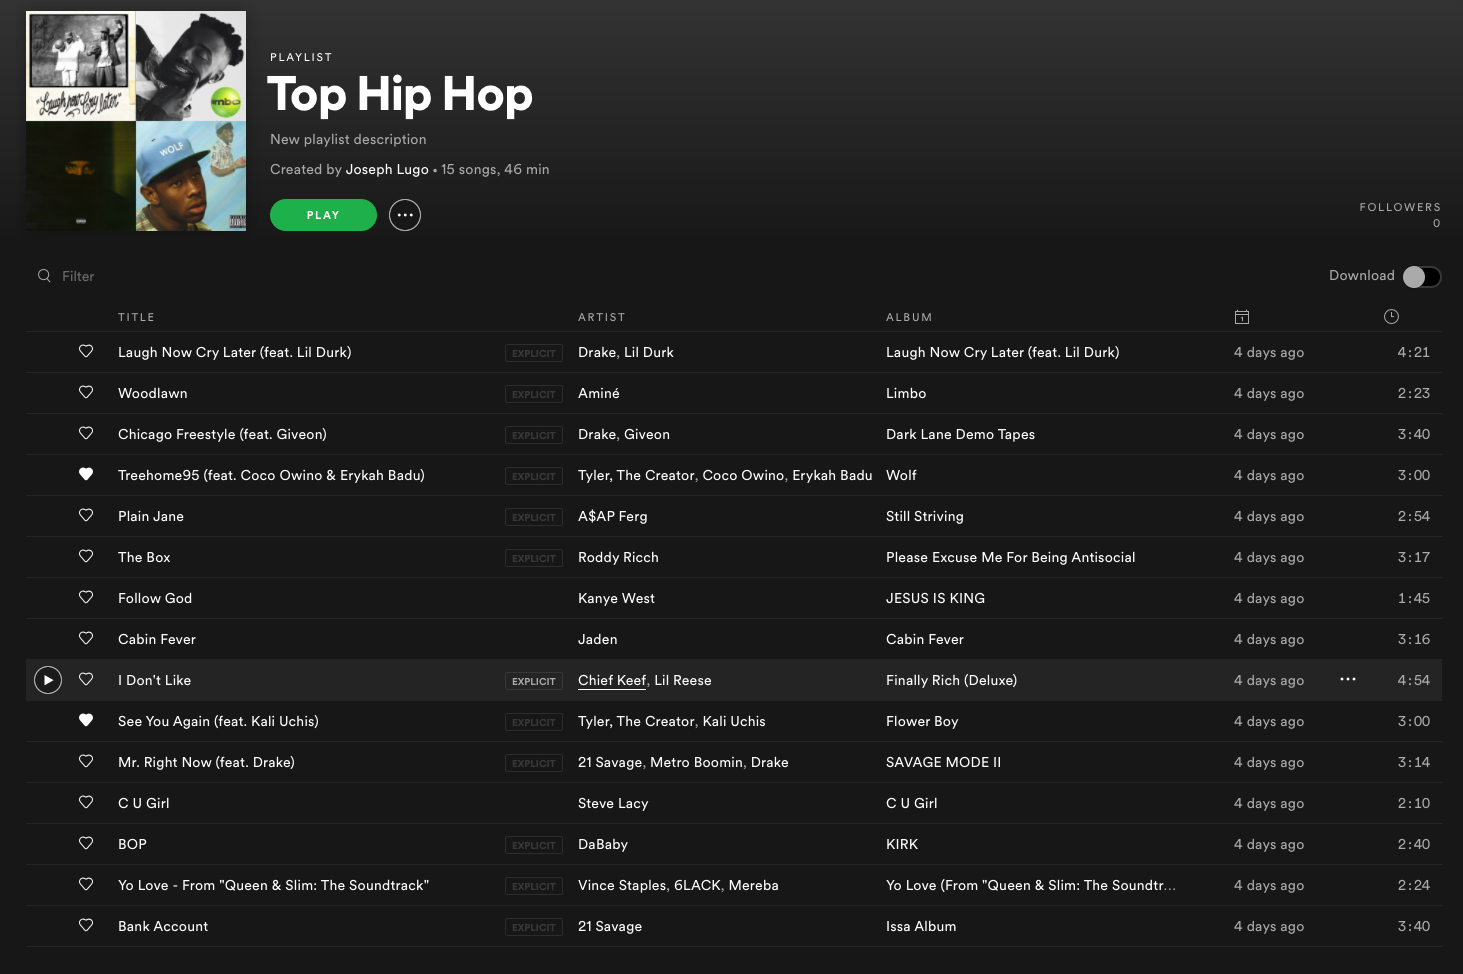 "Laugh now Cry later"
limbo
WOLF
PLAYLIST
Top Hip Hop
New playlist description
Created by Joseph Lugo • 15 songs, 46 min
PLAY
FOLLOWERS
0
Filter
Download
TITLE ARTIST ALBUM
Laugh Now Cry Later (feat. Lil Durk) EXPLICIT Drake, Lil Durk Laugh Now Cry Later (feat. Lil Durk) 4 days ago 4:21
Woodlawn EXPLICIT Aminé Limbo 4 days ago 2:23
Chicago Freestyle (feat. Giveon) EXPLICIT Drake, Giveon Dark Lane Demo Tapes 4 days ago 3:40
Treehome95 (feat. Coco Owino & Erykah Badu) EXPLICIT Tyler, The Creator, Coco Owino, Erykah Badu Wolf 4 days ago 3:00
Plain Jane EXPLICIT A$AP Ferg Still Striving 4 days ago 2:54
The Box EXPLICIT Roddy Ricch Please Excuse Me For Being Antisocial 4 days ago 3:17
Follow God Kanye West JESUS IS KING 4 days ago 1:45
Cabin Fever Jaden Cabin Fever 4 days ago 3:16
I Don't Like EXPLICIT Chief Keef, Lil Reese Finally Rich (Deluxe) 4 days ago 4:54
See You Again (feat. Kali Uchis) EXPLICIT Tyler, The Creator, Kali Uchis Flower Boy 4 days ago 3:00
Mr. Right Now (feat. Drake) EXPLICIT 21 Savage, Metro Boomin, Drake SAVAGE MODE II 4 days ago 3:14
C U Girl Steve Lacy C U Girl 4 days ago 2:10
BOP EXPLICIT DaBaby KIRK 4 days ago 2:40
Yo Love - From "Queen & Slim: The Soundtrack" EXPLICIT Vince Staples, 6LACK, Mereba Yo Love (From "Queen & Slim: The Soundtr... 4 days ago 2:24
Bank Account EXPLICIT 21 Savage Issa Album 4 days ago 3:40